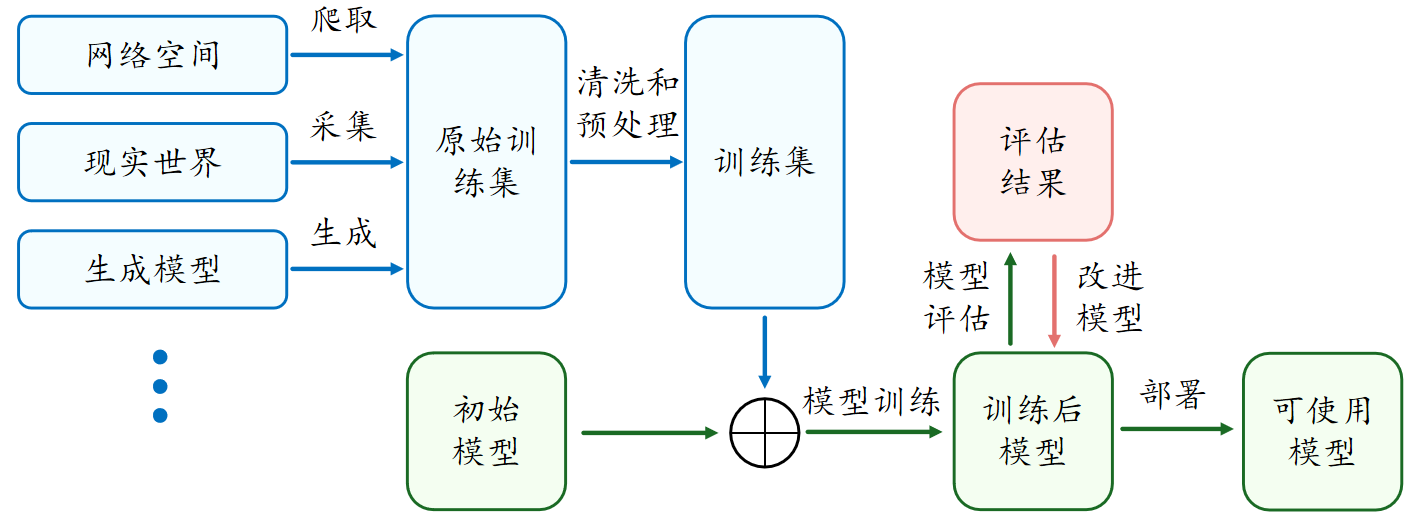 网络空间
爬取
现实世界
采集
生成模型
生成
原始训
练集
清洗和
预处理
训练集
评估
结果
模型
评估
改进
模型
初始
模型
模型训练
训练后
模型
部署
可使用
模型